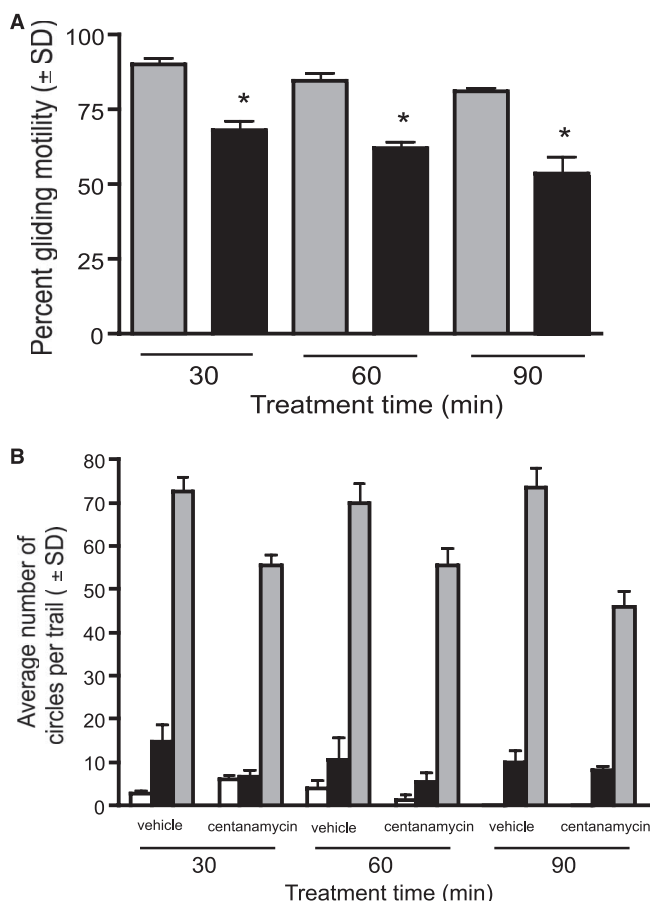 A
Percent gliding motility (± SD)
100
75
50
25
0
*
*
*
30 60 90
Treatment time (min)
B
Average number of
circles per trail ( ± SD)
80
70
60
50
40
30
20
10
0
vehicle centanamycin vehicle centanamycin vehicle centanamycin
30 60 90
Treatment time (min)